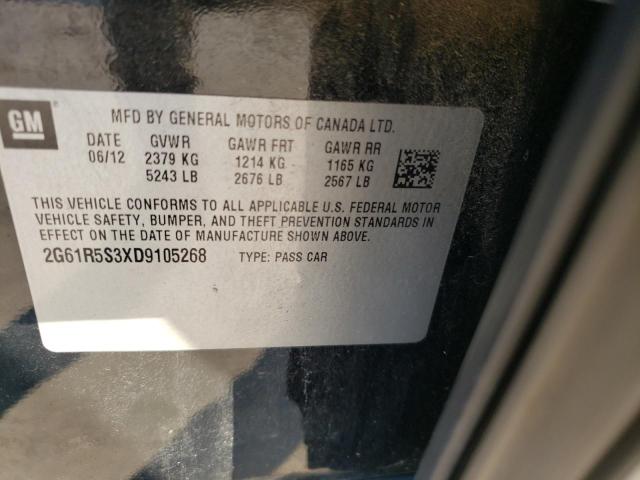 GM
MFD BY GENERAL MOTORS OF CANADA LTD.
DATE GVWR GAWR FRT GAWR RR
06/12 2379 KG 1214 KG 1165 KG
5243 LB 2676 LB 2567 LB
THIS VEHICLE CONFORMS TO ALL APPLICABLE U.S. FEDERAL MOTOR
VEHICLE SAFETY, BUMPER, AND THEFT PREVENTION STANDARDS IN
EFFECT ON THE DATE OF MANUFACTURE SHOWN ABOVE.
2G61R5S3XD9105268 TYPE: PASS CAR